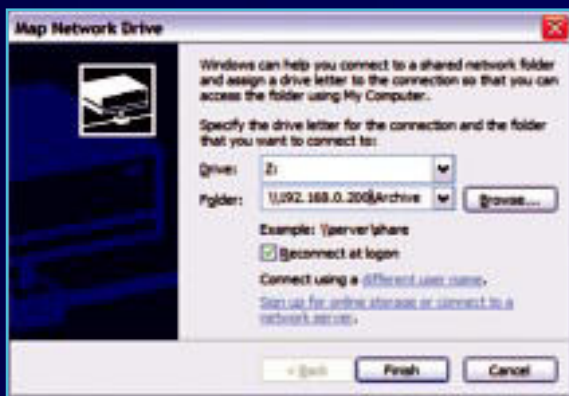 Map Network Drive
Windows can help you connect to a shared network folder
and assign a drive letter to the connection so that you can
access the folder using My Computer.
Specify the drive letter for the connection and the folder
that you want to connect to:
Drive: Z:
Folder: \\192.168.0.200\Archive Browse...
Example: \\server\share
Reconnect at logon
Connect using a different user name.
Sign up for online storage or connect to a
network server.
< Back Finish Cancel